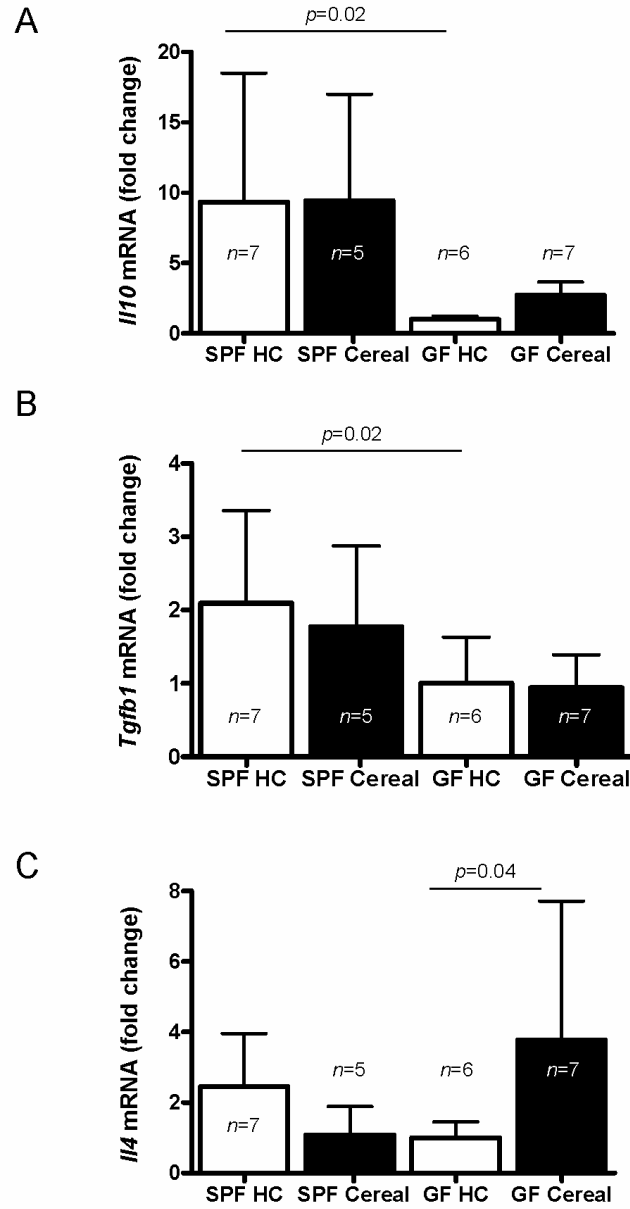 A
p=0.02
Il10 mRNA (fold change)
20
15
10
5
0
n=7
n=5
n=6
n=7
SPF HC
SPF Cereal
GF HC
GF Cereal
B
p=0.02
Tgfb1 mRNA (fold change)
4
3
2
1
0
n=7
n=5
n=6
n=7
SPF HC
SPF Cereal
GF HC
GF Cereal
C
p=0.04
Il4 mRNA (fold change)
8
6
4
2
0
n=7
n=5
n=6
n=7
SPF HC
SPF Cereal
GF HC
GF Cereal